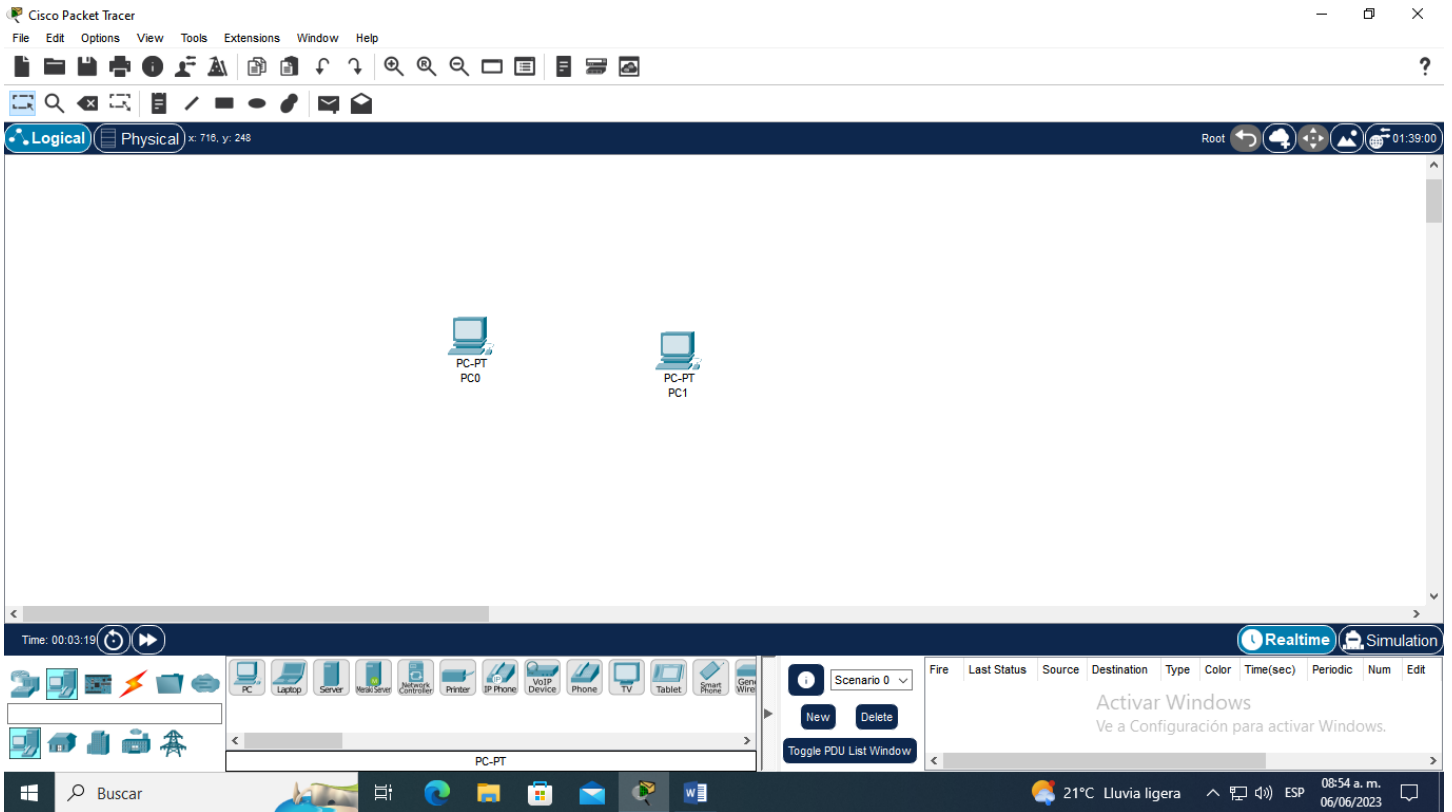 Cisco Packet Tracer
File Edit Options View Tools Extensions Window Help
?
Logical Physical x: 716, y: 248 Root 01:39:00
PC-PT
PC0
PC-PT
PC1
Time: 00:03:19 Realtime Simulation
PC Laptop Server Meraki Server Network Controller Printer IP Phone VoIP Device Phone TV Tablet Smart Phone
PC-PT
Scenario 0
New Delete
Toggle PDU List Window
Fire Last Status Source Destination Type Color Time(sec) Periodic Num Edit
Activar Windows
Ve a Configuración para activar Windows.
Buscar
21°C Lluvia ligera ESP 08:54 a. m.
06/06/2023